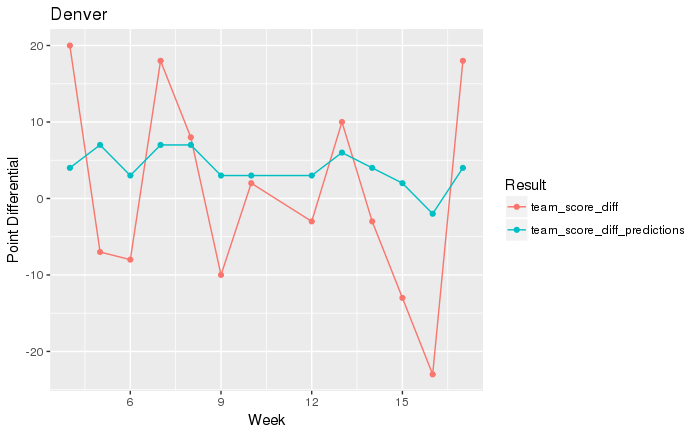 Denver
20
10
0
-10
-20
Point Differential
6
9
12
15
Week
Result
team_score_diff
team_score_diff_predictions